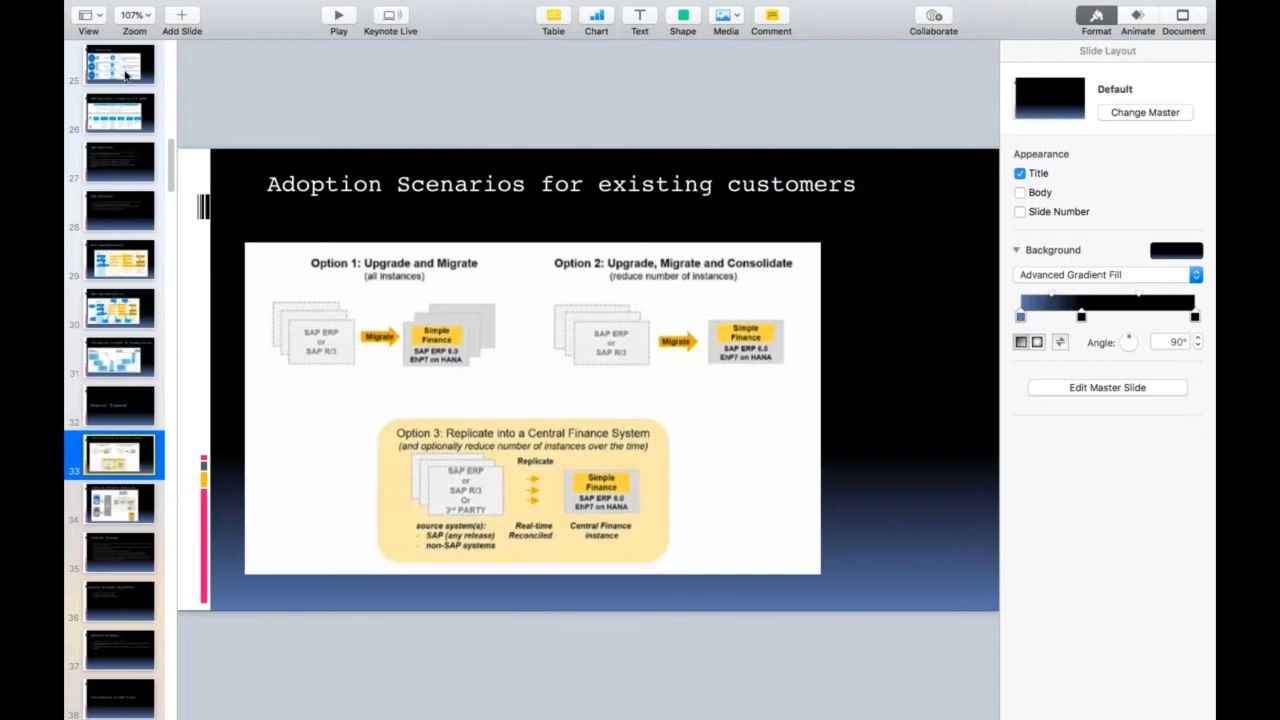 107%
View
Zoom
Add Slide
Play
Keynote Live
Table
Chart
Text
Shape
Media
Comment
Collaborate
Format
Animate
Document
25
26
27
28
29
30
31
32
33
34
35
36
37
38
Adoption Scenarios for existing customers
Option 1: Upgrade and Migrate
(all instances)
SAP ERP
or
SAP R/3
Migrate
Simple
Finance
SAP ERP 6.0
EhP7 on HANA
Option 2: Upgrade, Migrate and Consolidate
(reduce number of instances)
SAP ERP
or
SAP R/3
Migrate
Simple
Finance
SAP ERP 6.0
EhP7 on HANA
Option 3: Replicate into a Central Finance System
(and optionally reduce number of instances over the time)
SAP ERP
or
SAP R/3
Or
3rd PARTY
Replicate
Simple
Finance
SAP ERP 6.0
EhP7 on HANA
source system(s):
- SAP (any release)
- non-SAP systems
Real-time
Reconciled
Central Finance
instance
Slide Layout
Default
Change Master
Appearance
Title
Body
Slide Number
Background
Advanced Gradient Fill
Angle:
90°
Edit Master Slide